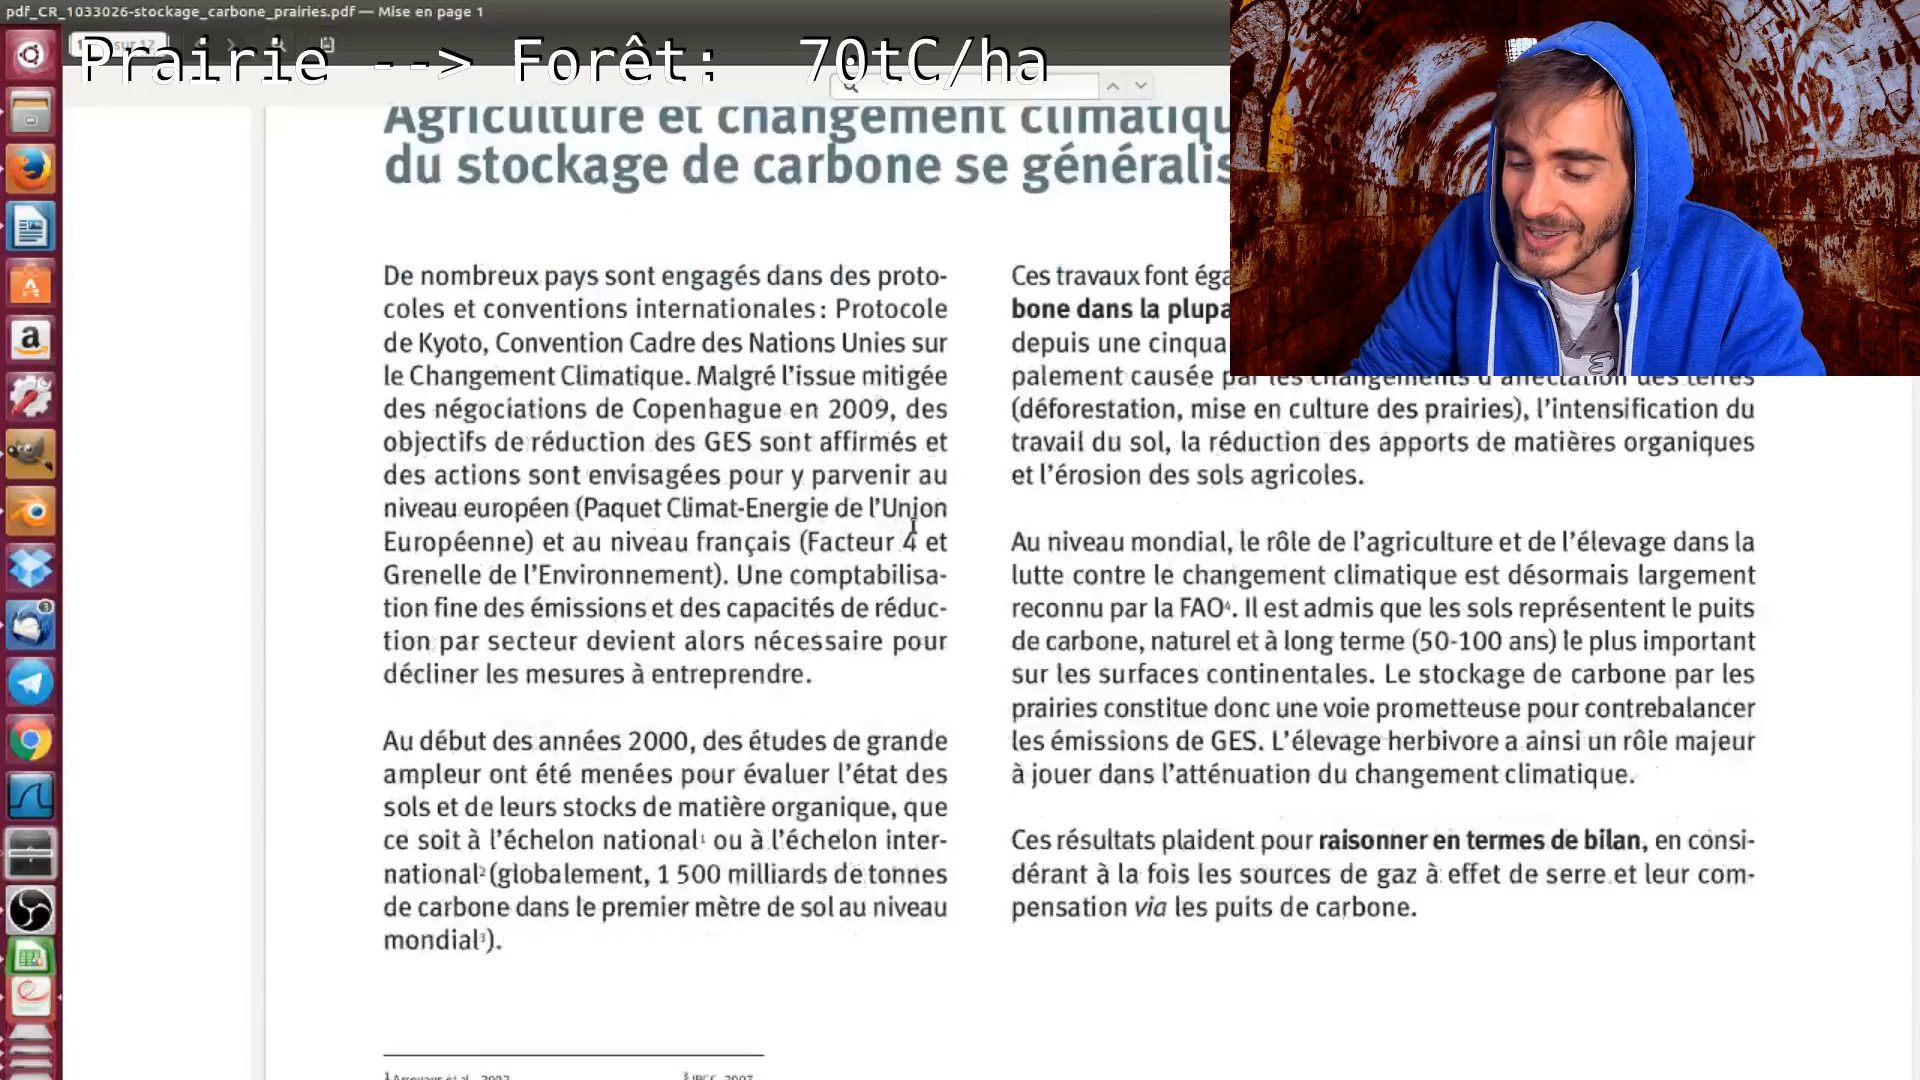 pdf_CR_1033026-stockage_carbone_prairies.pdf — Mise en page 1
Prairie --> Forêt: 70tC/ha
Agriculture et changement climatiqu
du stockage de carbone se généralis
De nombreux pays sont engagés dans des proto-
coles et conventions internationales : Protocole
de Kyoto, Convention Cadre des Nations Unies sur
le Changement Climatique. Malgré l'issue mitigée
des négociations de Copenhague en 2009, des
objectifs de réduction des GES sont affirmés et
des actions sont envisagées pour y parvenir au
niveau européen (Paquet Climat-Energie de l'Union
Européenne) et au niveau français (Facteur 4 et
Grenelle de l'Environnement). Une comptabilisa-
tion fine des émissions et des capacités de réduc-
tion par secteur devient alors nécessaire pour
décliner les mesures à entreprendre.
Au début des années 2000, des études de grande
ampleur ont été menées pour évaluer l'état des
sols et de leurs stocks de matière organique, que
ce soit à l'échelon national¹ ou à l'échelon inter-
national² (globalement, 1 500 milliards de tonnes
de carbone dans le premier mètre de sol au niveau
mondial³).
Ces travaux font éga
bone dans la plupa
depuis une cinqua
palement causée par les changements d'affectation des terres
(déforestation, mise en culture des prairies), l'intensification du
travail du sol, la réduction des apports de matières organiques
et l'érosion des sols agricoles.
Au niveau mondial, le rôle de l'agriculture et de l'élevage dans la
lutte contre le changement climatique est désormais largement
reconnu par la FAO⁴. Il est admis que les sols représentent le puits
de carbone, naturel et à long terme (50-100 ans) le plus important
sur les surfaces continentales. Le stockage de carbone par les
prairies constitue donc une voie prometteuse pour contrebalancer
les émissions de GES. L'élevage herbivore a ainsi un rôle majeur
à jouer dans l'atténuation du changement climatique.
Ces résultats plaident pour raisonner en termes de bilan, en consi-
dérant à la fois les sources de gaz à effet de serre et leur com-
pensation via les puits de carbone.